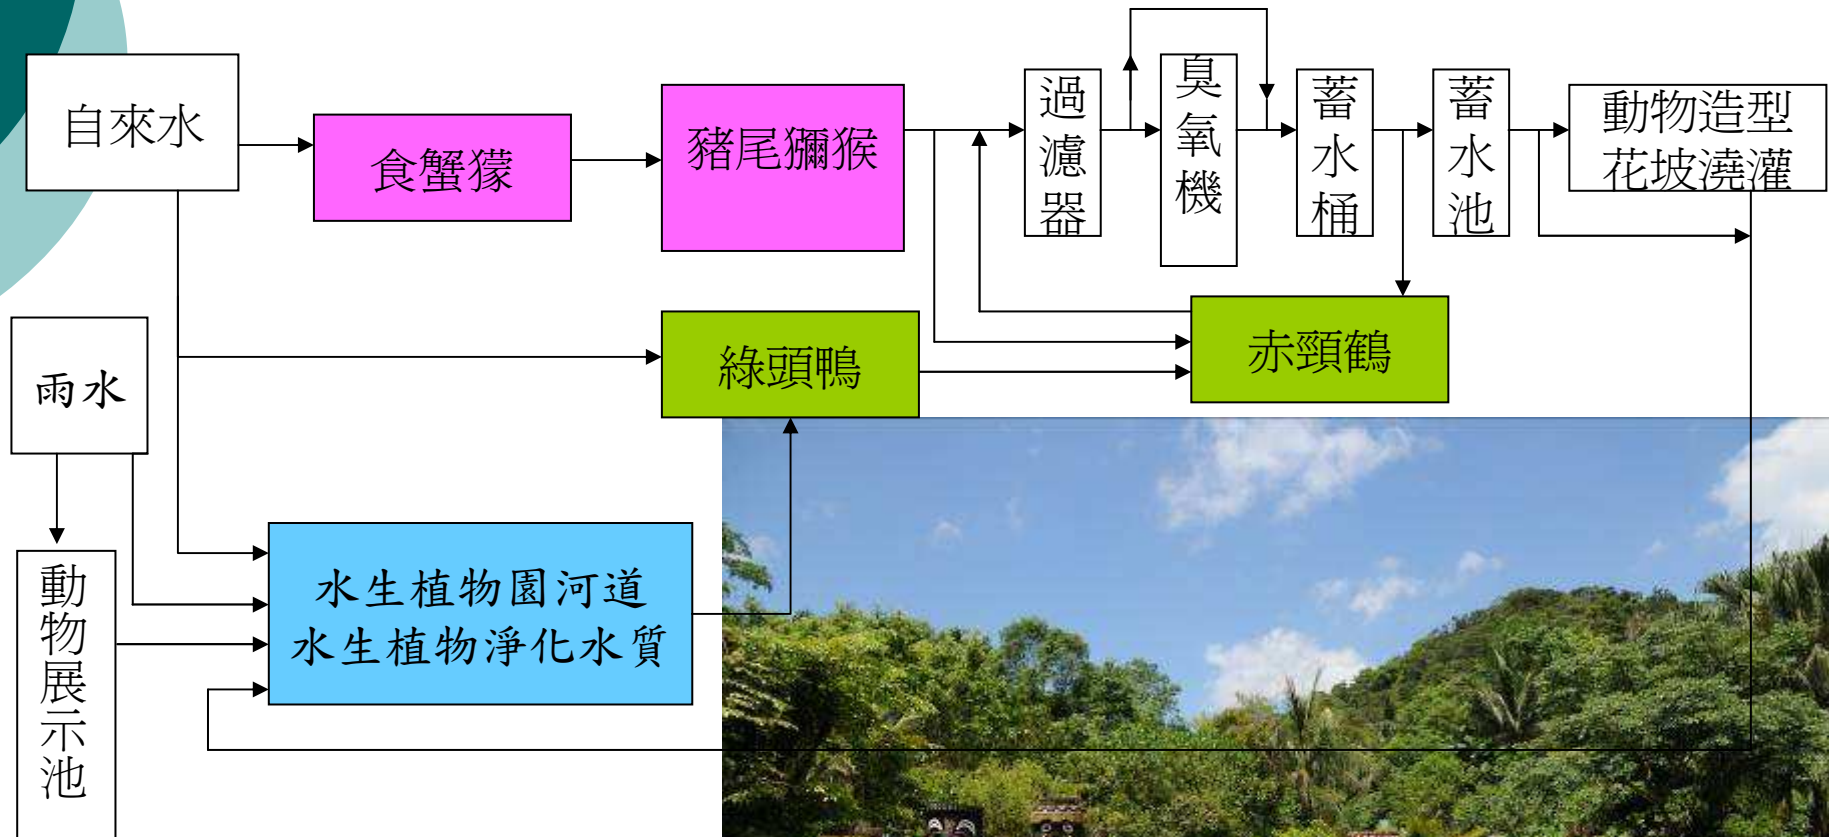 自來水
食蟹獴
豬尾獼猴
過濾器
臭氧機
蓄水桶
蓄水池
動物造型
花坡澆灌
雨水
綠頭鴨
赤頸鶴
動物展示池
水生植物園河道
水生植物淨化水質